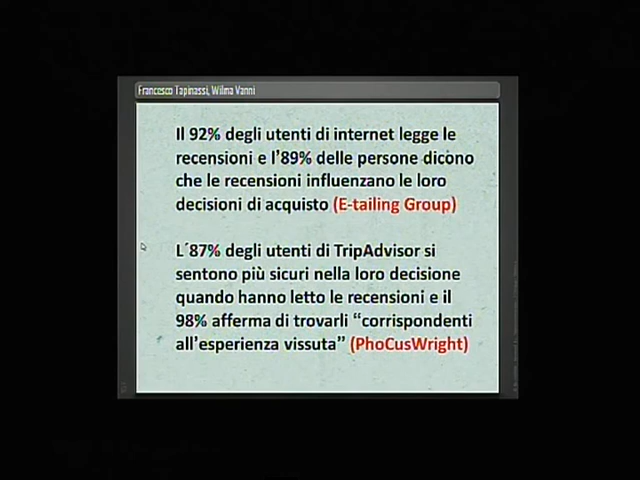 Francesco Tapinassi, Wilma Vanni
Il 92% degli utenti di internet legge le
recensioni e l'89% delle persone dicono
che le recensioni influenzano le loro
decisioni di acquisto (E-tailing Group)
L´87% degli utenti di TripAdvisor si
sentono più sicuri nella loro decisione
quando hanno letto le recensioni e il
98% afferma di trovarli “corrispondenti
all'esperienza vissuta” (PhoCusWright)